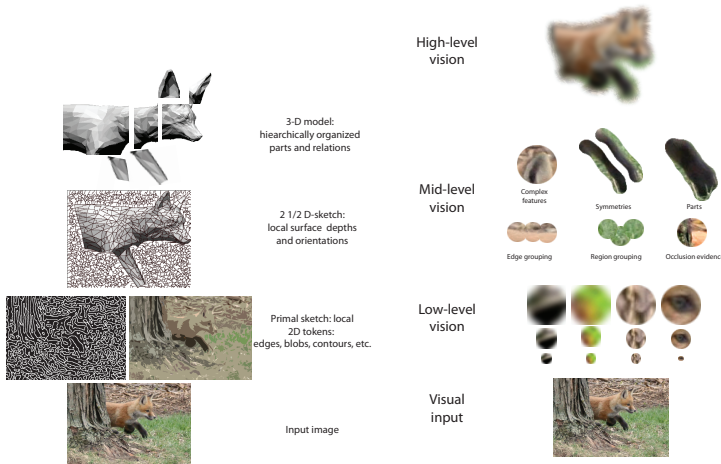 3-D model:
hiearchically organized
parts and relations
2 1/2 D-sketch:
local surface depths
and orientations
Primal sketch: local
2D tokens:
edges, blobs, contours, etc.
Input image
High-level
vision
Mid-level
vision
Complex
features
Symmetries
Parts
Edge grouping
Region grouping
Occlusion evidenc
Low-level
vision
Visual
input